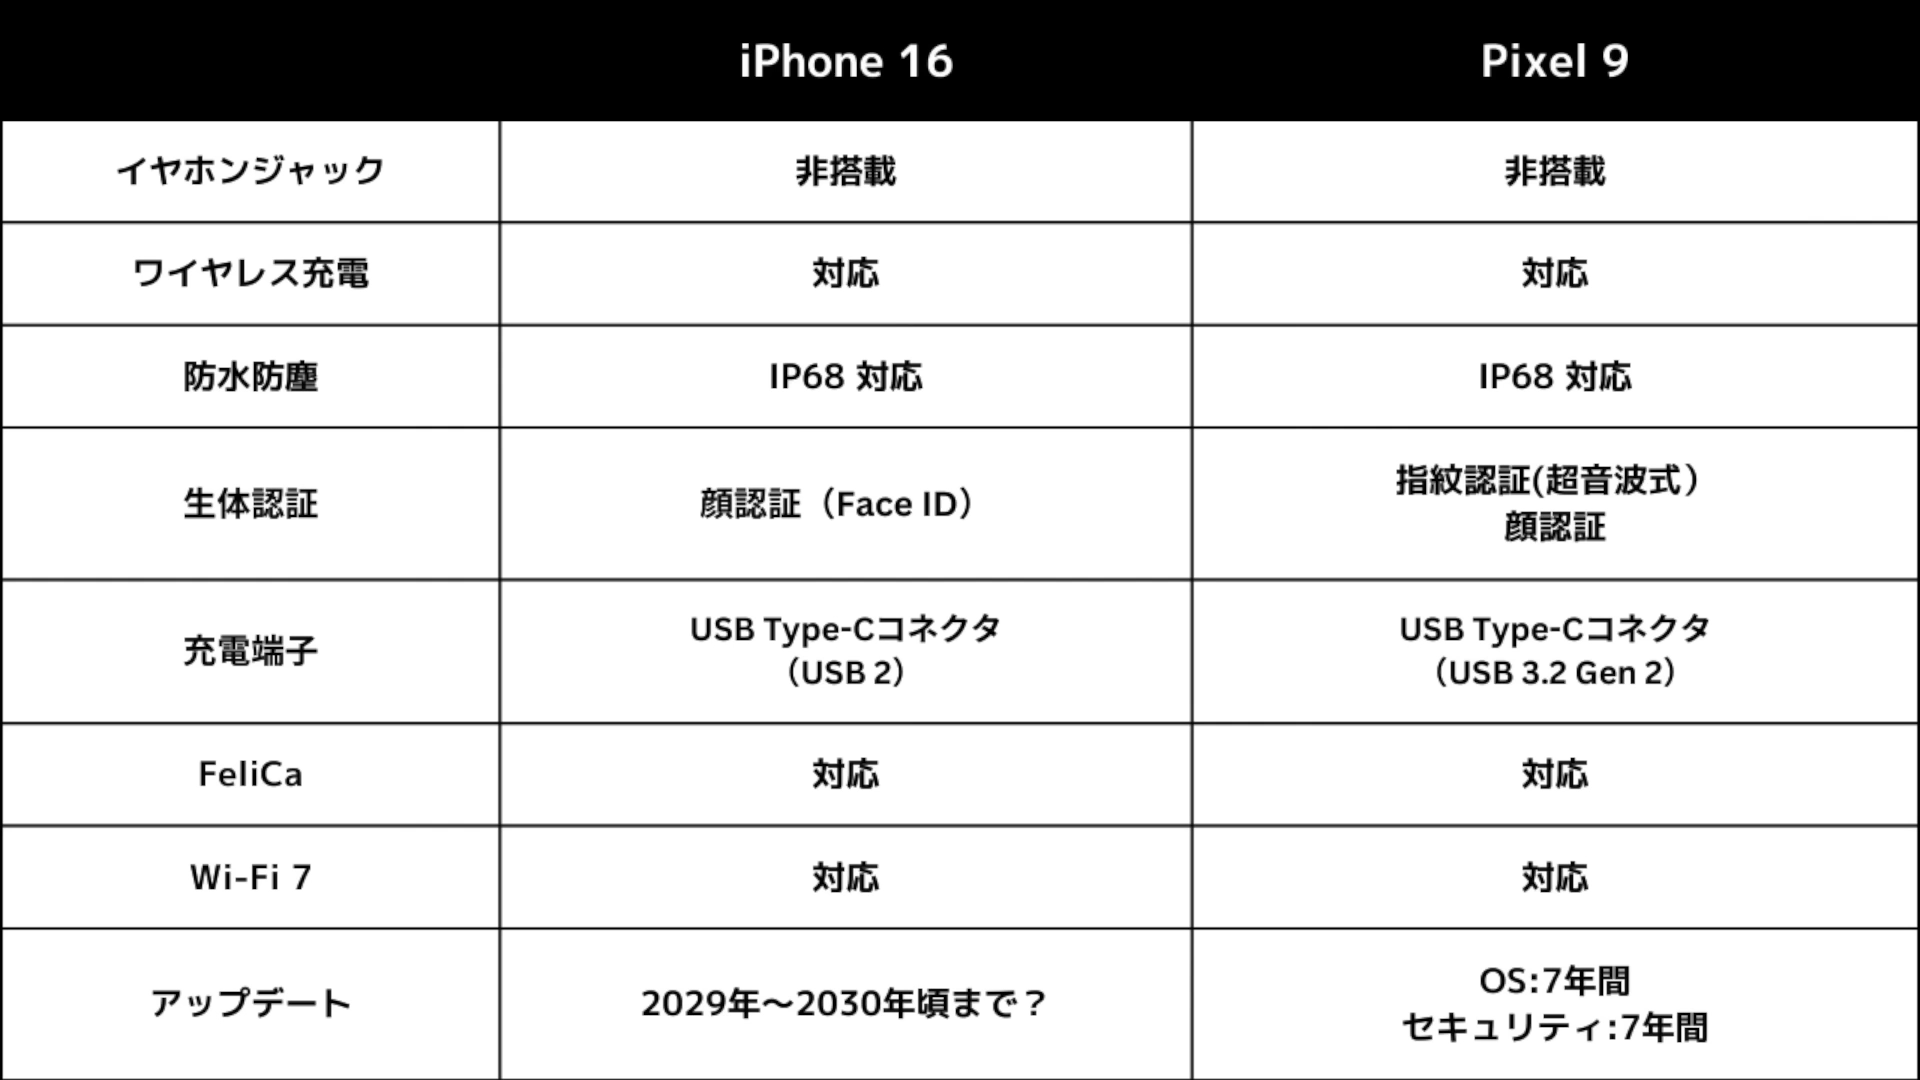 iPhone 16 Pixel 9
イヤホンジャック 非搭載 非搭載
ワイヤレス充電 対応 対応
防水防塵 IP68 対応 IP68 対応
生体認証 顔認証（Face ID） 指紋認証(超音波式）
顔認証
充電端子 USB Type-Cコネクタ
（USB 2） USB Type-Cコネクタ
（USB 3.2 Gen 2）
FeliCa 対応 対応
Wi-Fi 7 対応 対応
アップデート 2029年〜2030年頃まで？ OS:7年間
セキュリティ:7年間